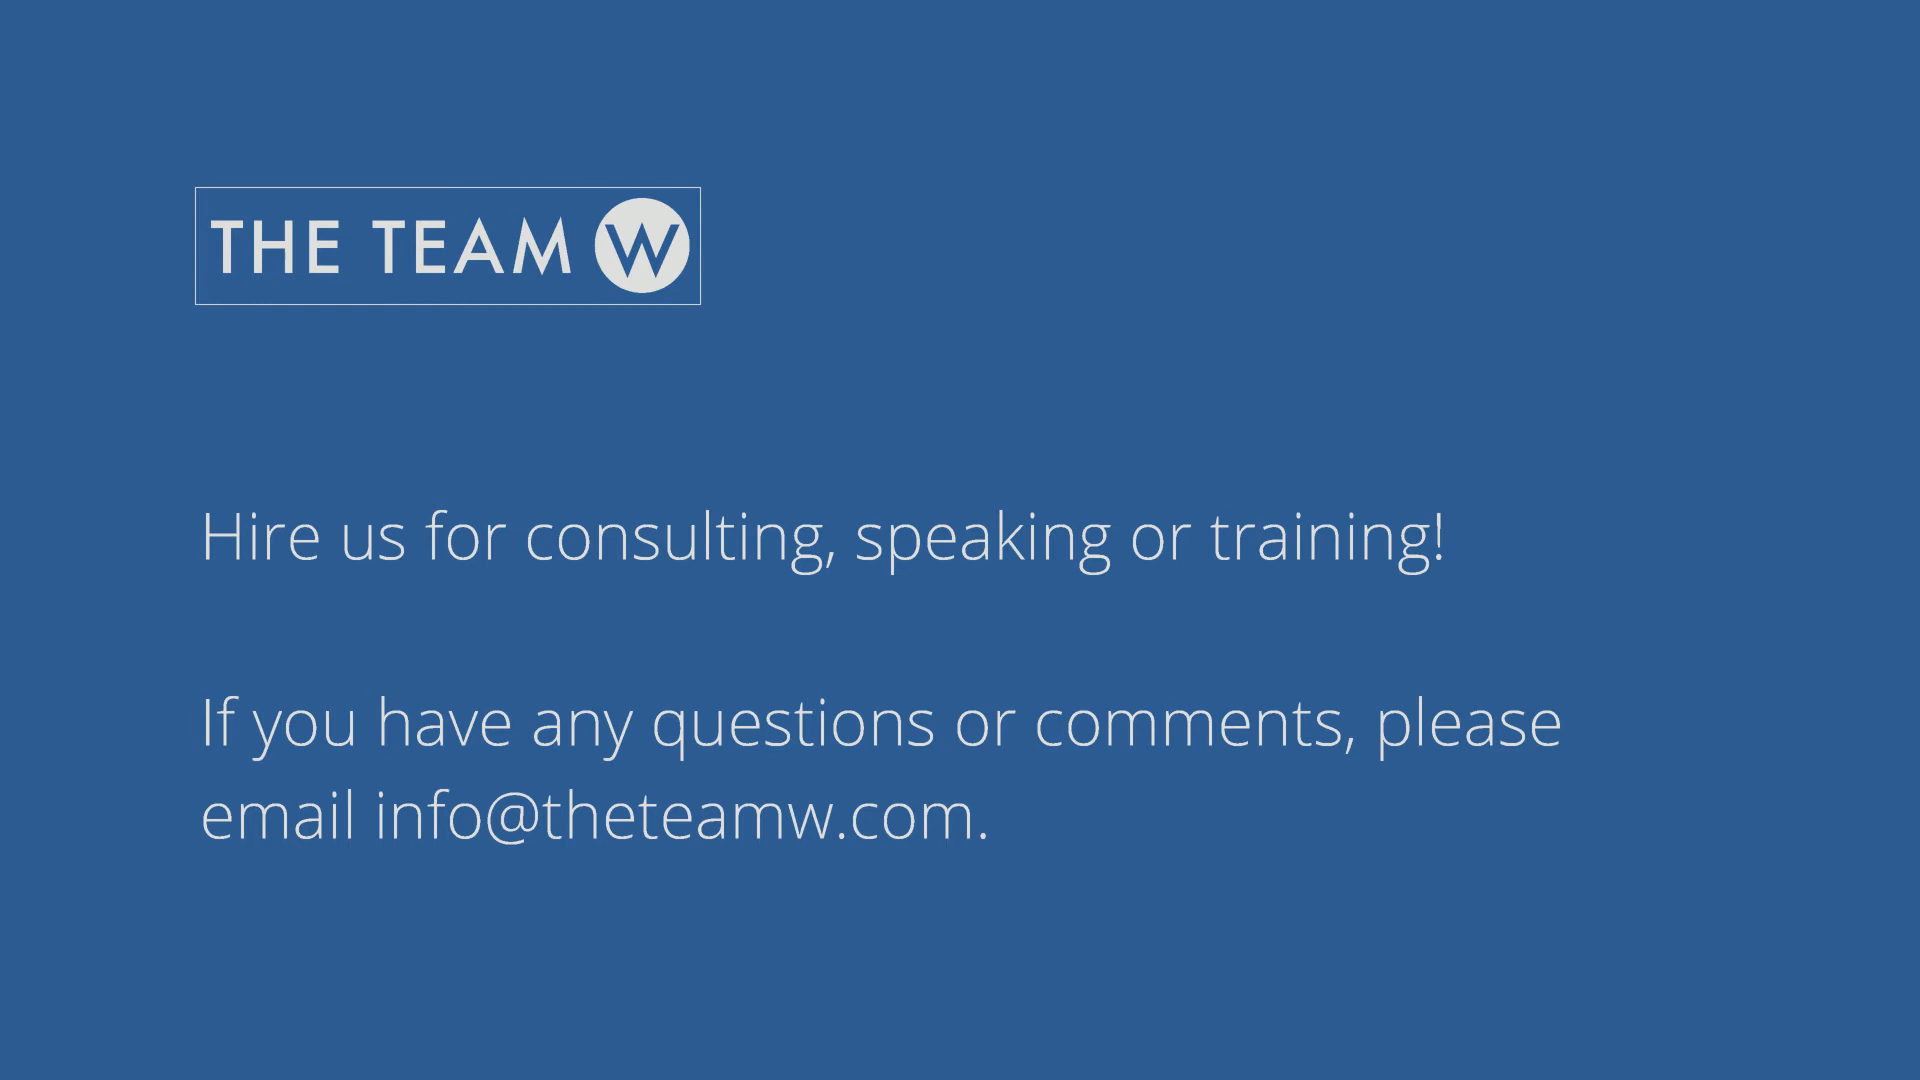 THE TEAM W
Hire us for consulting, speaking or training!
If you have any questions or comments, please
email info@theteamw.com.